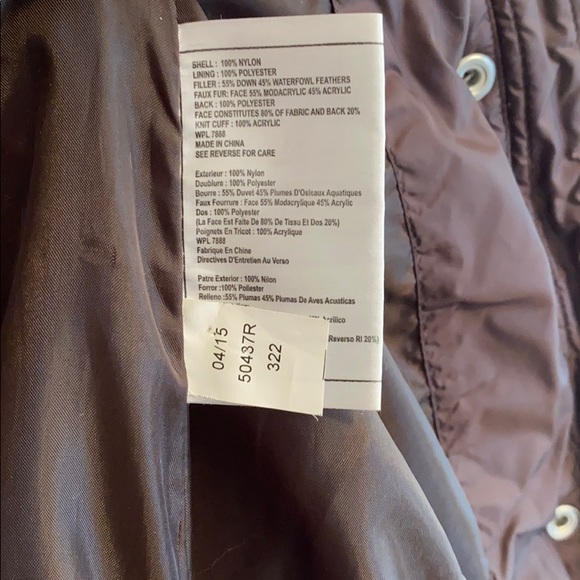 SHELL : 100% NYLON
LINING : 100% POLYESTER
FILLER : 55% DOWN 45% WATERFOWL FEATHERS
FAUX FUR: FACE 55% MODACRYLIC 45% ACRYLIC
BACK : 100% POLYESTER
FACE CONSTITUTES 80% OF FABRIC AND BACK 20%
KNIT CUFF : 100% ACRYLIC
WPL 7888
MADE IN CHINA
SEE REVERSE FOR CARE
Exterieur : 100% Nylon
Doublure : 100% Polyester
Bourre : 55% Duvet 45% Plumes D'Oiseaux Aquatiques
Faux Fourrure : Face 55% Modacrylique 45% Acrylic
Dos : 100% Polyester
(La Face Est Faite De 80% De Tissu Et Dos 20%)
Poignets En Tricot : 100% Acrylique
WPL 7888
Fabrique En Chine
Directives D'Entretien Au Verso
Patre Exterior : 100% Nilon
Forror :100% Poliester
Relleno :55% Plumas 45% Plumas De Aves Acuaticas
Acrilico
Reverso Rl 20%)
04/15
50437R
322